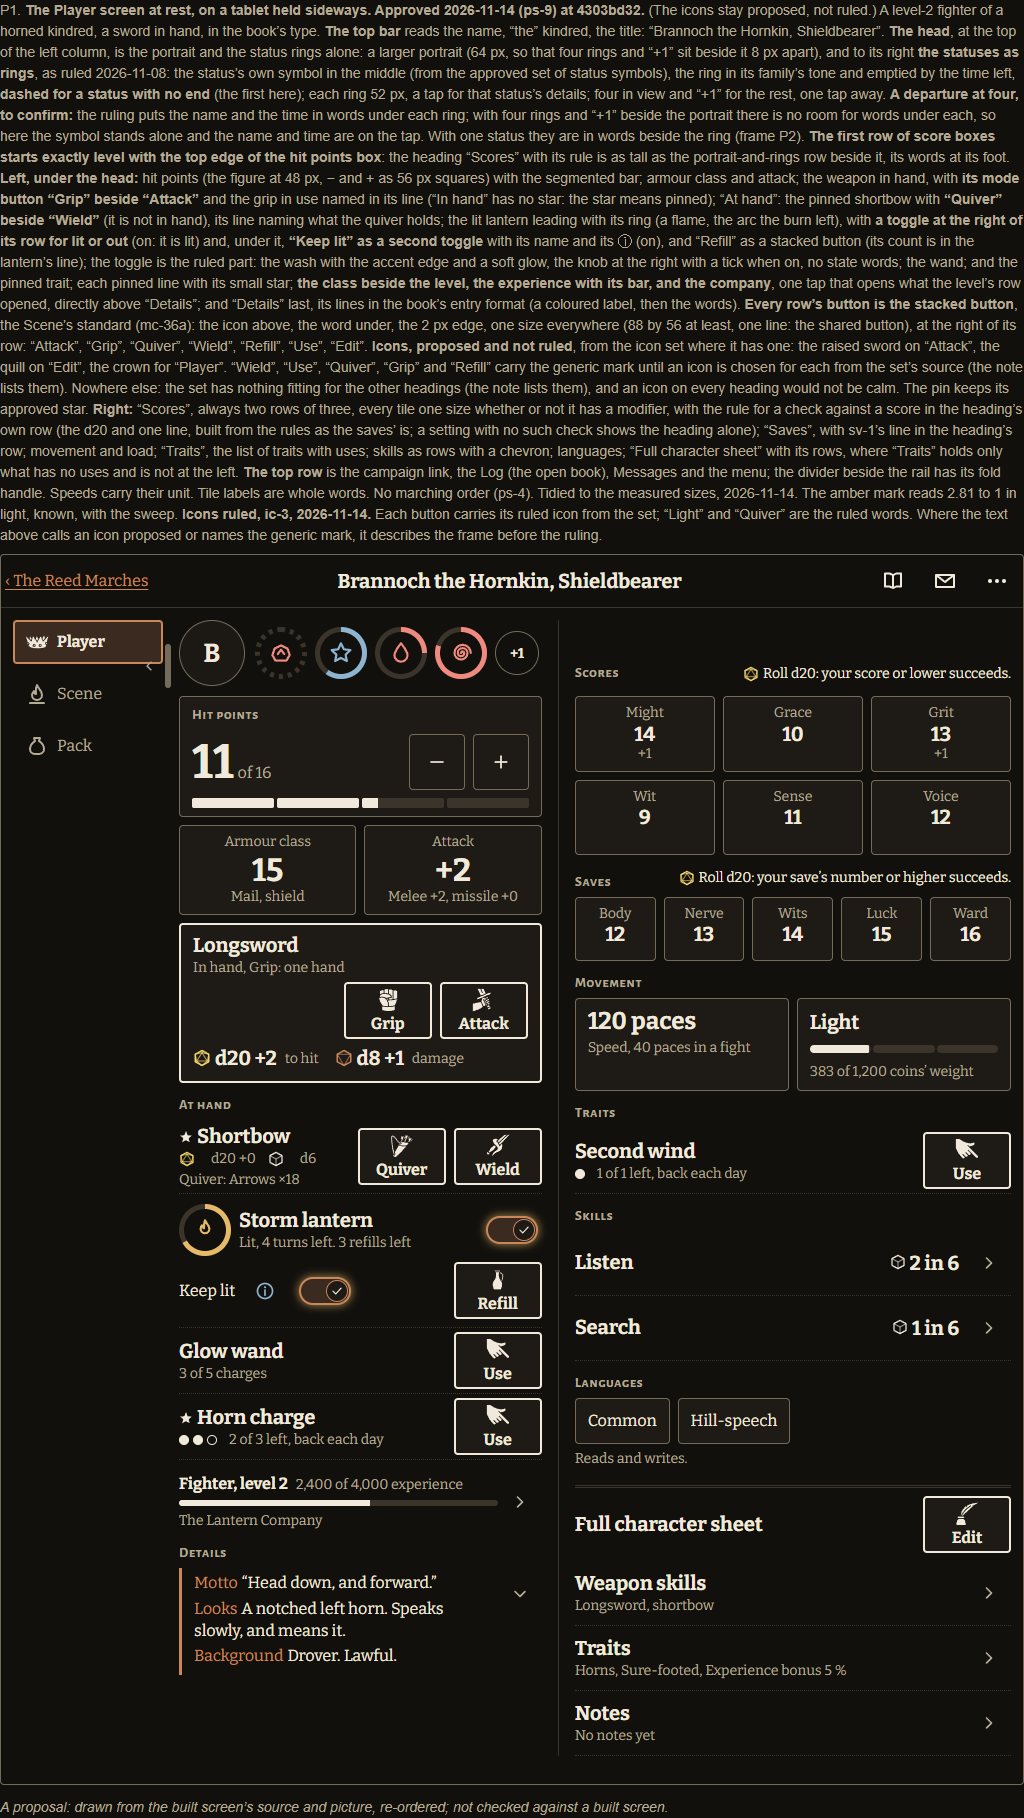 P1. The Player screen at rest, on a tablet held sideways. Approved 2026-11-14 (ps-9) at 4303bd32. (The icons stay proposed, not ruled.) A level-2 fighter of a
horned kindred, a sword in hand, in the book’s type. The top bar reads the name, “the” kindred, the title: “Brannoch the Hornkin, Shieldbearer”. The head, at the top
of the left column, is the portrait and the status rings alone: a larger portrait (64 px, so that four rings and “+1” sit beside it 8 px apart), and to its right the statuses as
rings, as ruled 2026-11-08: the status’s own symbol in the middle (from the approved set of status symbols), the ring in its family’s tone and emptied by the time left,
dashed for a status with no end (the first here); each ring 52 px, a tap for that status’s details; four in view and “+1” for the rest, one tap away. A departure at four,
to confirm: the ruling puts the name and the time in words under each ring; with four rings and “+1” beside the portrait there is no room for words under each, so
here the symbol stands alone and the name and time are on the tap. With one status they are in words beside the ring (frame P2). The first row of score boxes
starts exactly level with the top edge of the hit points box: the heading “Scores” with its rule is as tall as the portrait-and-rings row beside it, its words at its foot.
Left, under the head: hit points (the figure at 48 px, − and + as 56 px squares) with the segmented bar; armour class and attack; the weapon in hand, with its mode
button “Grip” beside “Attack” and the grip in use named in its line (“In hand” has no star: the star means pinned); “At hand”: the pinned shortbow with “Quiver”
beside “Wield” (it is not in hand), its line naming what the quiver holds; the lit lantern leading with its ring (a flame, the arc the burn left), with a toggle at the right of
its row for lit or out (on: it is lit) and, under it, “Keep lit” as a second toggle with its name and its ⓘ (on), and “Refill” as a stacked button (its count is in the
lantern’s line); the toggle is the ruled part: the wash with the accent edge and a soft glow, the knob at the right with a tick when on, no state words; the wand; and the
pinned trait; each pinned line with its small star; the class beside the level, the experience with its bar, and the company, one tap that opens what the level’s row
opened, directly above “Details”; and “Details” last, its lines in the book’s entry format (a coloured label, then the words). Every row’s button is the stacked button,
the Scene’s standard (mc-36a): the icon above, the word under, the 2 px edge, one size everywhere (88 by 56 at least, one line: the shared button), at the right of its
row: “Attack”, “Grip”, “Quiver”, “Wield”, “Refill”, “Use”, “Edit”. Icons, proposed and not ruled, from the icon set where it has one: the raised sword on “Attack”, the
quill on “Edit”, the crown for “Player”. “Wield”, “Use”, “Quiver”, “Grip” and “Refill” carry the generic mark until an icon is chosen for each from the set’s source (the note
lists them). Nowhere else: the set has nothing fitting for the other headings (the note lists them), and an icon on every heading would not be calm. The pin keeps its
approved star. Right: “Scores”, always two rows of three, every tile one size whether or not it has a modifier, with the rule for a check against a score in the heading’s
own row (the d20 and one line, built from the rules as the saves’ is; a setting with no such check shows the heading alone); “Saves”, with sv-1’s line in the heading’s
row; movement and load; “Traits”, the list of traits with uses; skills as rows with a chevron; languages; “Full character sheet” with its rows, where “Traits” holds only
what has no uses and is not at the left. The top row is the campaign link, the Log (the open book), Messages and the menu; the divider beside the rail has its fold
handle. Speeds carry their unit. Tile labels are whole words. No marching order (ps-4). Tidied to the measured sizes, 2026-11-14. The amber mark reads 2.81 to 1 in
light, known, with the sweep. Icons ruled, ic-3, 2026-11-14. Each button carries its ruled icon from the set; “Light” and “Quiver” are the ruled words. Where the text
above calls an icon proposed or names the generic mark, it describes the frame before the ruling.
‹ The Reed Marches
Brannoch the Hornkin, Shieldbearer
Player
Scene
Pack
B
+1
Hit points
11 of 16
−
+
Armour class
15
Mail, shield
Attack
+2
Melee +2, missile +0
Longsword
In hand, Grip: one hand
Grip
Attack
d20 +2 to hit
d8 +1 damage
At hand
★ Shortbow
d20 +0
d6
Quiver: Arrows ×18
Quiver
Wield
Storm lantern
Lit, 4 turns left. 3 refills left
Keep lit
Refill
Glow wand
3 of 5 charges
Use
★ Horn charge
2 of 3 left, back each day
Use
Fighter, level 2 2,400 of 4,000 experience
The Lantern Company
Details
Motto “Head down, and forward.”
Looks A notched left horn. Speaks
slowly, and means it.
Background Drover. Lawful.
Scores
Roll d20: your score or lower succeeds.
Might
14
+1
Grace
10
Grit
13
+1
Wit
9
Sense
11
Voice
12
Saves
Roll d20: your save’s number or higher succeeds.
Body
12
Nerve
13
Wits
14
Luck
15
Ward
16
Movement
120 paces
Speed, 40 paces in a fight
Light
383 of 1,200 coins’ weight
Traits
Second wind
1 of 1 left, back each day
Use
Skills
Listen
2 in 6
Search
1 in 6
Languages
Common
Hill-speech
Reads and writes.
Full character sheet
Edit
Weapon skills
Longsword, shortbow
Traits
Horns, Sure-footed, Experience bonus 5 %
Notes
No notes yet
A proposal: drawn from the built screen’s source and picture, re-ordered; not checked against a built screen.